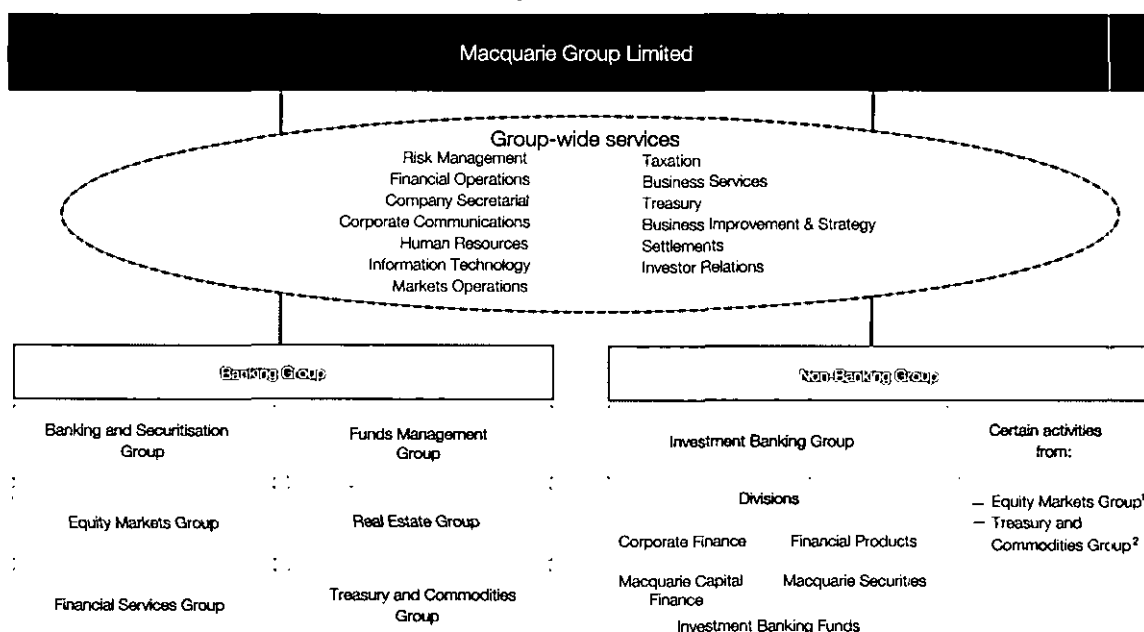 Macquarie Group Limited
Group-wide services
Risk Management
Financial Operations
Company Secretarial
Corporate Communications
Human Resources
Information Technology
Markets Operations
Taxation
Business Services
Treasury
Business Improvement & Strategy
Settlements
Investor Relations
Banking Group
Banking and Securitisation
Group
Funds Management
Group
Equity Markets Group
Real Estate Group
Financial Services Group
Treasury and Commodities
Group
Non-Banking Group
Investment Banking Group
Divisions
Corporate Finance
Financial Products
Macquarie Capital
Finance
Macquarie Securities
Investment Banking Funds
Certain activities
from:
— Equity Markets Group¹
— Treasury and
Commodities Group²